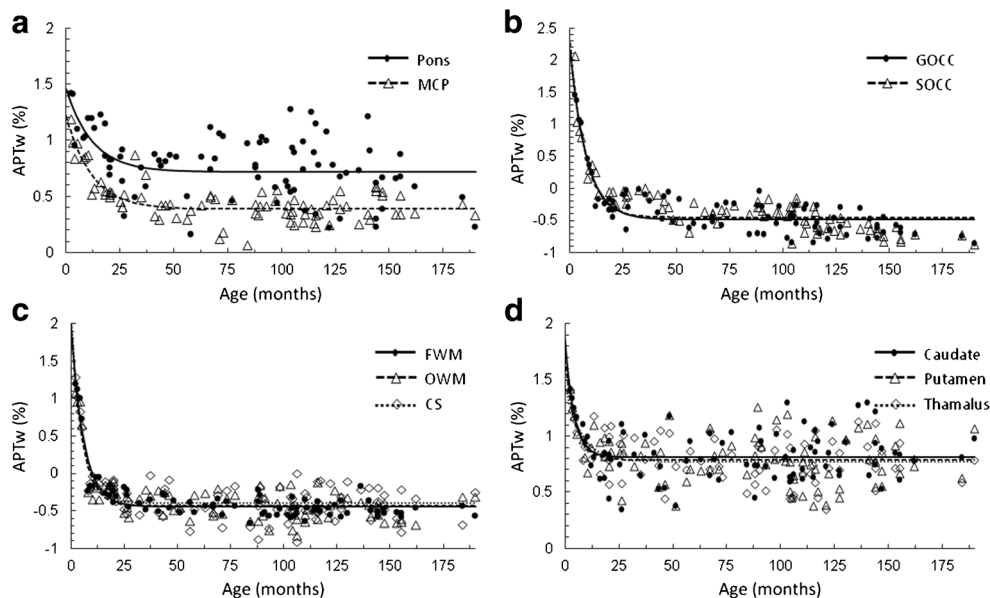 a
2
1.5
1
0.5
0
APTw (%)
Pons
MCP
0 25 50 75 100 125 150 175
Age (months)
b
2.5
2
1.5
1
0.5
0
-0.5
-1
APTw (%)
GOCC
SOCC
0 25 50 75 100 125 150 175
Age (months)
c
2
1.5
1
0.5
0
-0.5
-1
APTw (%)
FWM
OWM
CS
0 25 50 75 100 125 150 175
Age (months)
d
2
1.5
1
0.5
0
APTw (%)
Caudate
Putamen
Thamalus
0 25 50 75 100 125 150 175
Age (months)